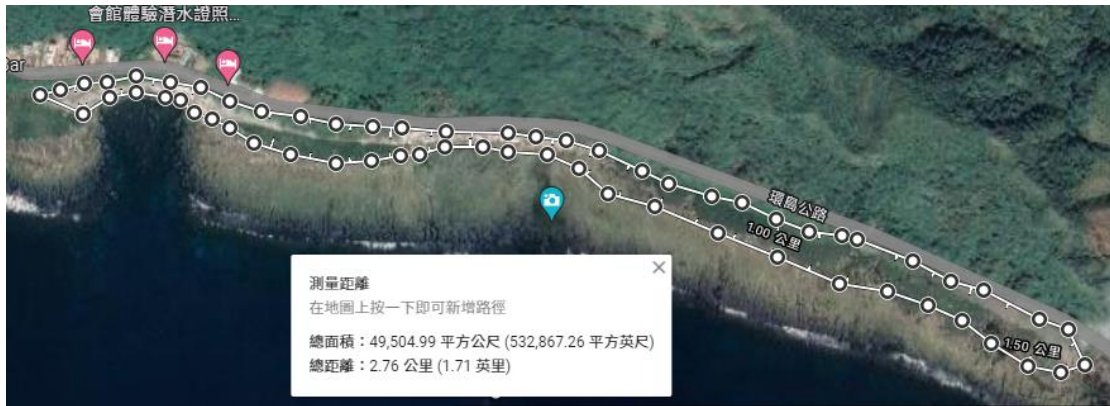 會館體驗潛水證照...
Bar
環島公路
1.00 公里
1.50 公里
測量距離
在地圖上按一下即可新增路徑
總面積：49,504.99 平方公尺 (532,867.26 平方英尺)
總距離：2.76 公里 (1.71 英里)